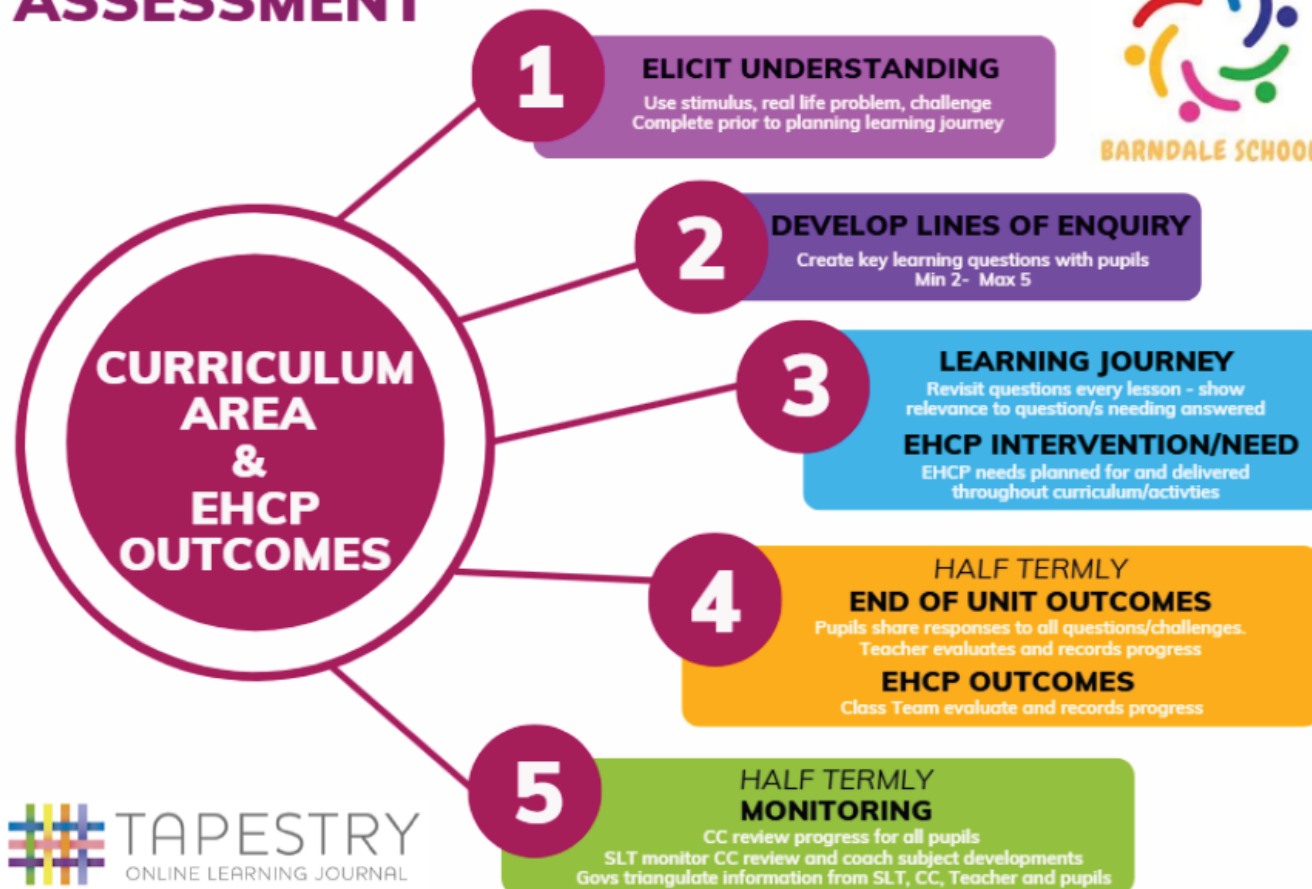 ASSESSMENT
1
ELICIT UNDERSTANDING
Use stimulus, real life problem, challenge
Complete prior to planning learning journey
BARNDALE SCHOOL
2
DEVELOP LINES OF ENQUIRY
Create key learning questions with pupils
Min 2- Max 5
CURRICULUM
AREA
&
EHCP
OUTCOMES
3
LEARNING JOURNEY
Revisit questions every lesson - show
relevance to question/s needing answered
EHCP INTERVENTION/NEED
EHCP needs planned for and delivered
throughout curriculum/activties
4
HALF TERMLY
END OF UNIT OUTCOMES
Pupils share responses to all questions/challenges.
Teacher evaluates and records progress
EHCP OUTCOMES
Class Team evaluate and records progress
5
HALF TERMLY
MONITORING
CC review progress for all pupils
SLT monitor CC review and coach subject developments
Govs triangulate information from SLT, CC, Teacher and pupils
TAPESTRY
ONLINE LEARNING JOURNAL